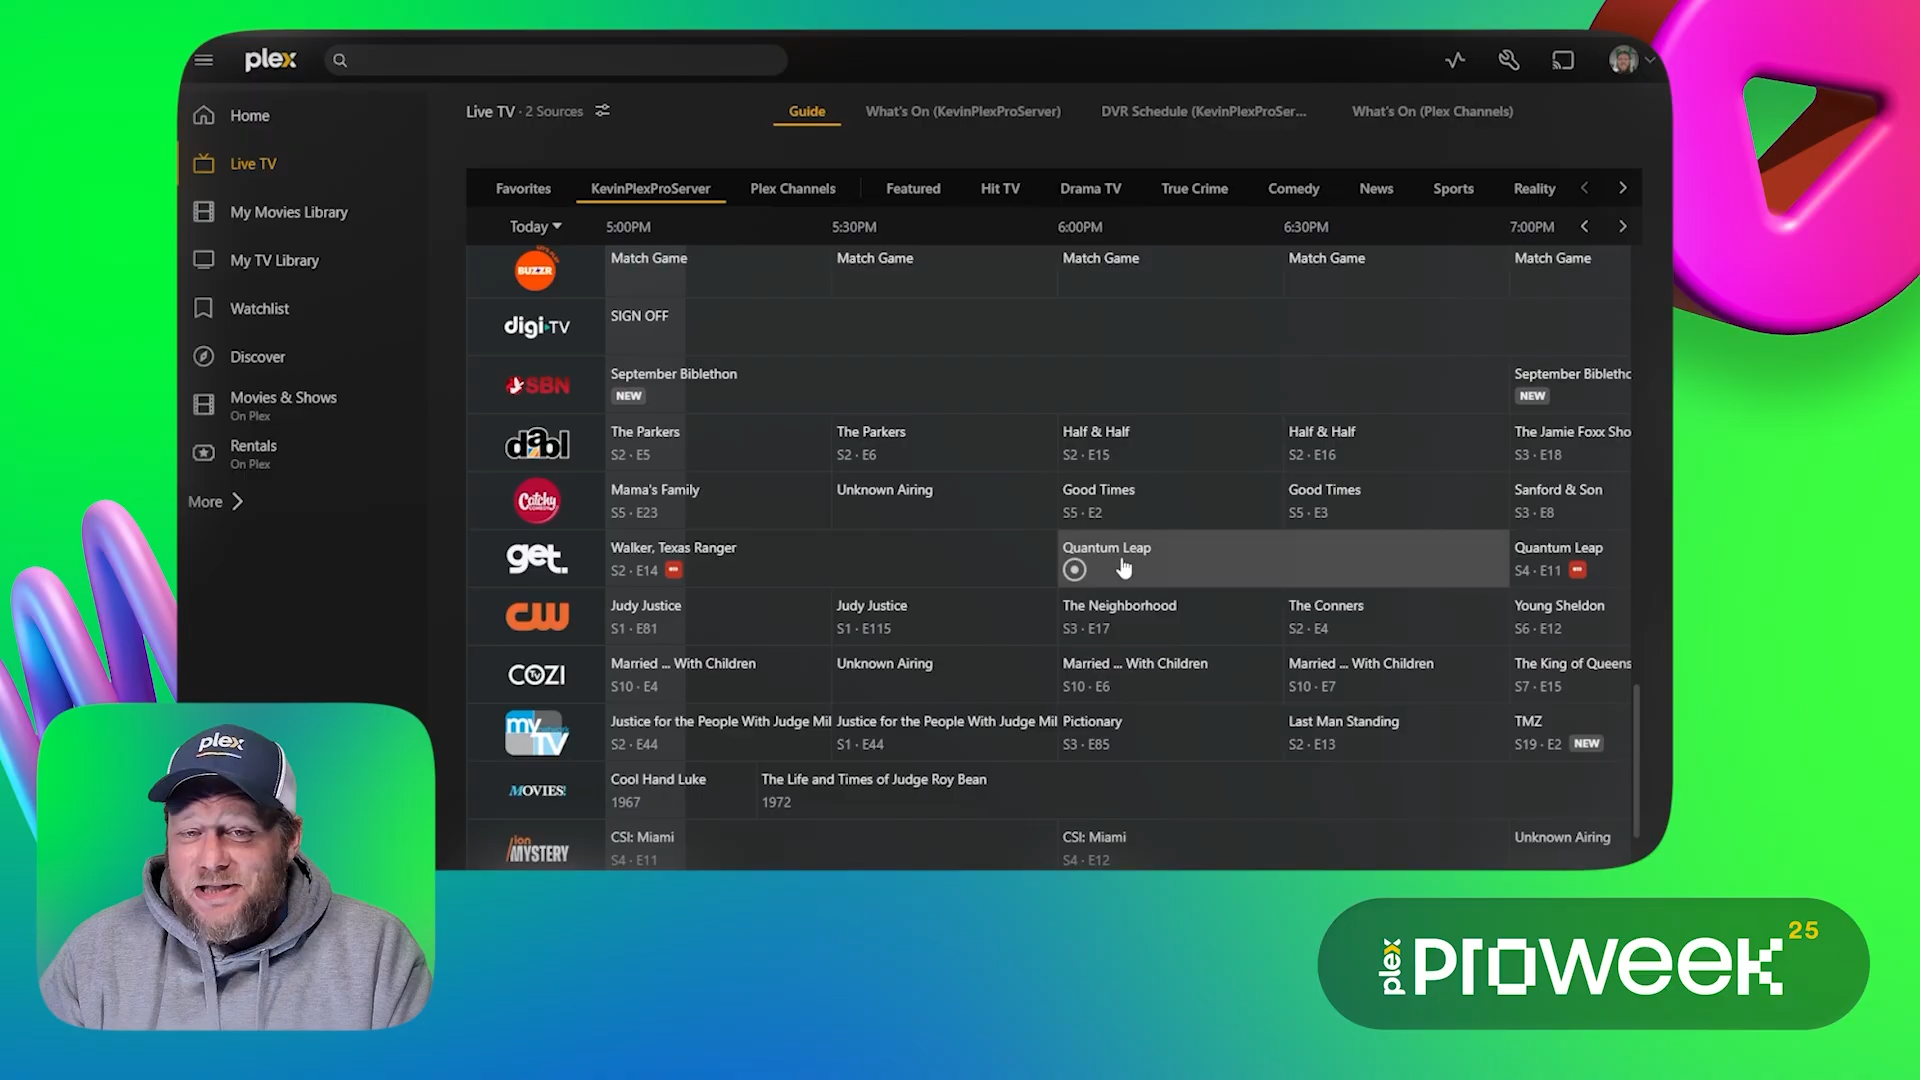 plex
Home
Live TV
My Movies Library
My TV Library
Watchlist
Discover
Movies & Shows
On Plex
Rentals
On Plex
More
Live TV · 2 Sources
Guide
What's On (KevinPlexProServer)
DVR Schedule (KevinPlexProSer...
What's On (Plex Channels)
Favorites
KevinPlexProServer
Plex Channels
Featured
Hit TV
Drama TV
True Crime
Comedy
News
Sports
Reality
Today
5:00PM
5:30PM
6:00PM
6:30PM
7:00PM
BUZZR
Match Game
Match Game
Match Game
Match Game
Match Game
digi-TV
SIGN OFF
SBN
September Biblethon
NEW
September Bibletho
NEW
dabl
The Parkers
S2 · E5
The Parkers
S2 · E6
Half & Half
S2 · E15
Half & Half
S2 · E16
The Jamie Foxx Sho
S3 · E18
Catchy
COMEDY
Mama's Family
S5 · E23
Unknown Airing
Good Times
S5 · E2
Good Times
S5 · E3
Sanford & Son
S3 · E8
get.
Walker, Texas Ranger
S2 · E14
Quantum Leap
Quantum Leap
S4 · E11
CW
Judy Justice
S1 · E81
Judy Justice
S1 · E115
The Neighborhood
S3 · E17
The Conners
S2 · E4
Young Sheldon
S6 · E12
COZI
TV
Married ... With Children
S10 · E4
Unknown Airing
Married ... With Children
S10 · E6
Married ... With Children
S10 · E7
The King of Queens
S7 · E15
my
TV
Justice for the People With Judge Mil
S2 · E44
Justice for the People With Judge Mil
S1 · E44
Pictionary
S3 · E85
Last Man Standing
S2 · E13
TMZ
S19 · E2 NEW
MOVIES!
Cool Hand Luke
1967
The Life and Times of Judge Roy Bean
1972
ion
MYSTERY
CSI: Miami
S4 · E11
CSI: Miami
S4 · E12
Unknown Airing
plex
plex PROWEEK 25